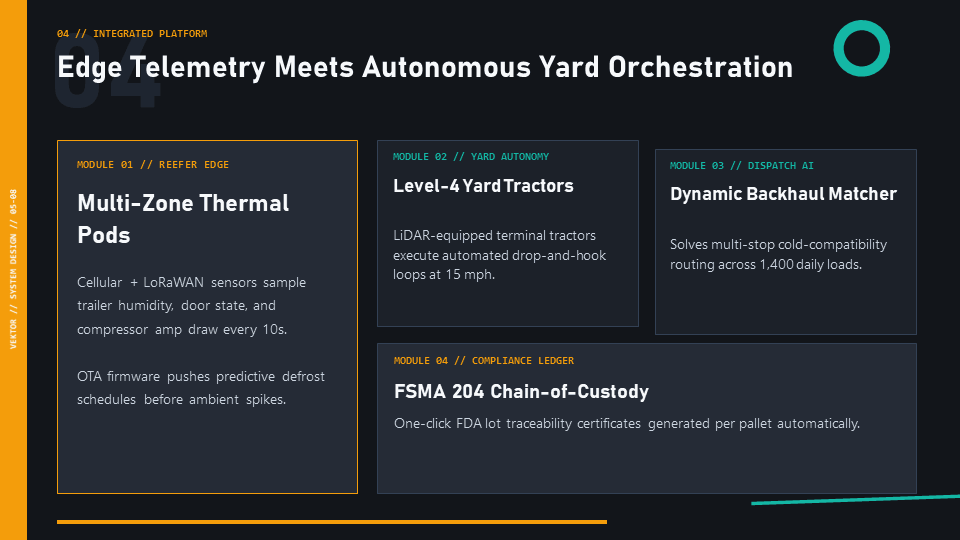 04 // INTEGRATED PLATFORM
04
Edge Telemetry Meets Autonomous Yard Orchestration
VEKTOR // SYSTEM DESIGN // 05-08
MODULE 01 // REEFER EDGE
Multi-Zone Thermal
Pods
Cellular + LoRaWAN sensors sample
trailer humidity, door state, and
compressor amp draw every 10s.
OTA firmware pushes predictive defrost
schedules before ambient spikes.
MODULE 02 // YARD AUTONOMY
Level-4 Yard Tractors
LiDAR-equipped terminal tractors
execute automated drop-and-hook
loops at 15 mph.
MODULE 03 // DISPATCH AI
Dynamic Backhaul Matcher
Solves multi-stop cold-compatibility
routing across 1,400 daily loads.
MODULE 04 // COMPLIANCE LEDGER
FSMA 204 Chain-of-Custody
One-click FDA lot traceability certificates generated per pallet automatically.